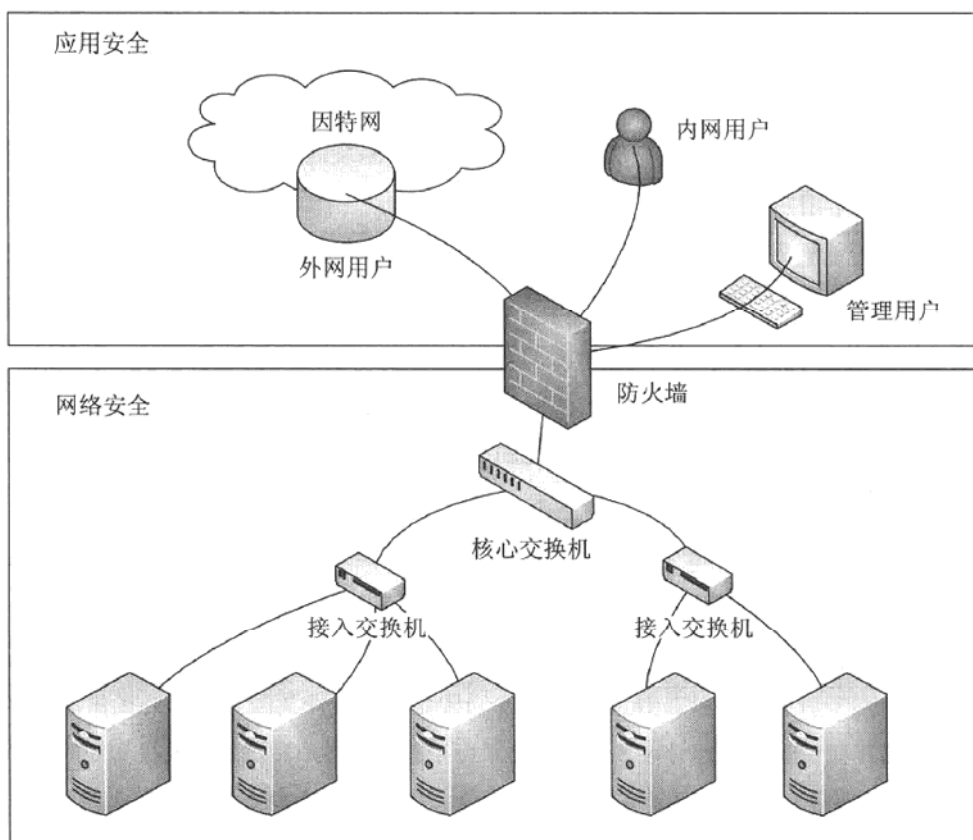 应用安全
因特网
内网用户
外网用户
管理用户
防火墙
网络安全
核心交换机
接入交换机
接入交换机